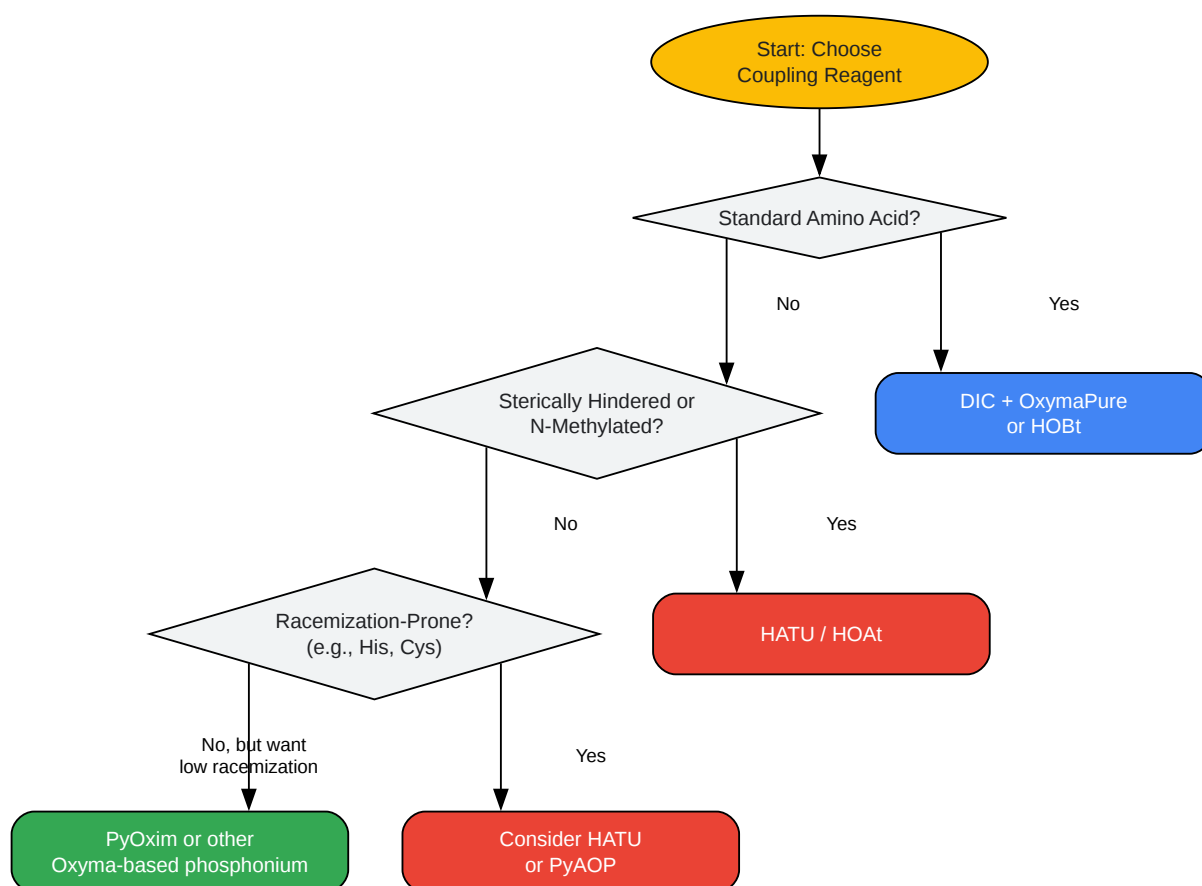 Start: Choose
Coupling Reagent
Standard Amino Acid?
No
Yes
Sterically Hindered or
N-Methylated?
DIC + OxymaPure
or HOBt
No
Yes
Racemization-Prone?
(e.g., His, Cys)
HATU / HOAt
No, but want
low racemization
Yes
PyOxim or other
Oxyma-based phosphonium
Consider HATU
or PyAOP